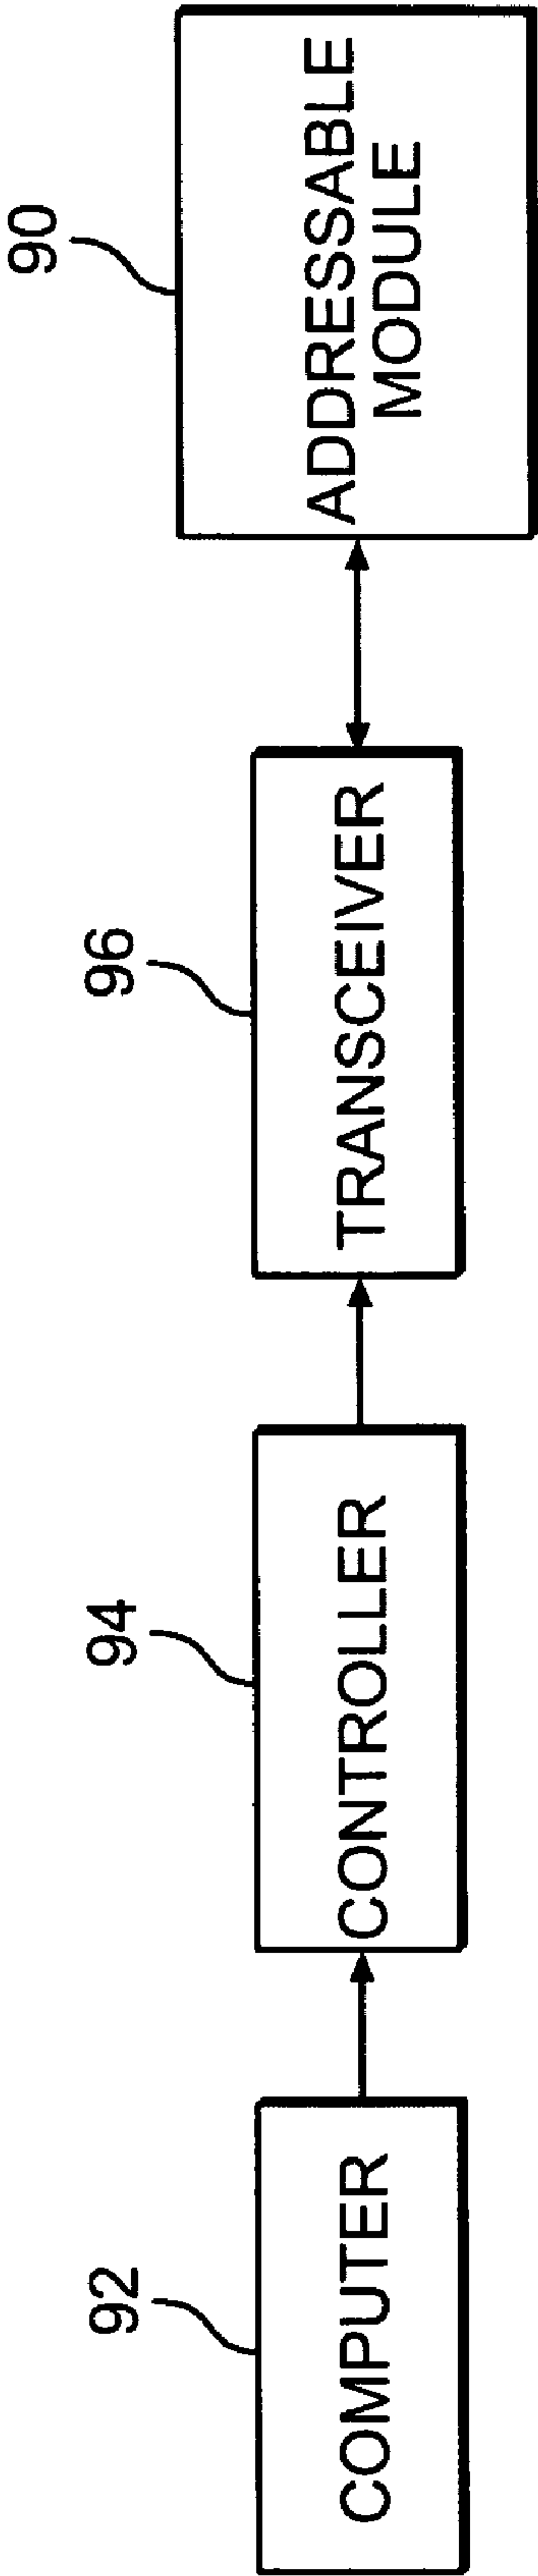 92
COMPUTER
94
CONTROLLER
96
TRANSCEIVER
90
ADDRESSABLE
MODULE